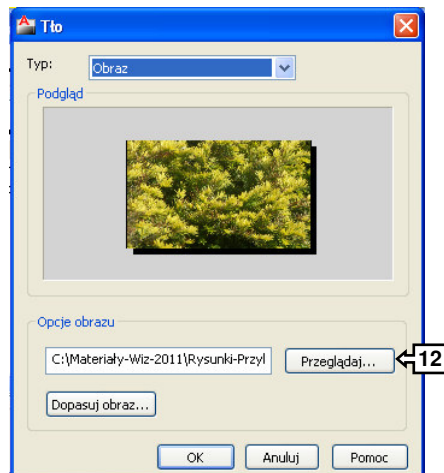 Tło
Typ: Obraz
Podgląd
Opcje obrazu
C:\Materiały-Wiz-2011\Rysunki-Przyl
Przeglądaj... 12
Dopasuj obraz...
OK Anuluj Pomoc